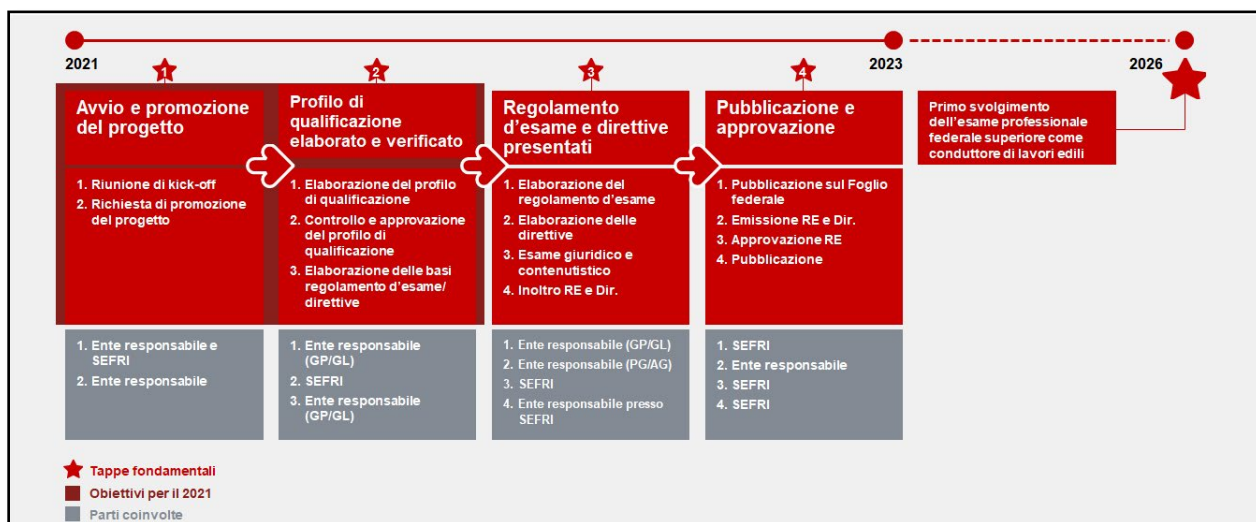 2021
2023
2026
1
2
3
4
Avvio e promozione
del progetto
1. Riunione di kick-off
2. Richiesta di promozione
del progetto
1. Ente responsabile e
SEFRI
2. Ente responsabile
Profilo di
qualificazione
elaborato e verificato
1. Elaborazione del profilo
di qualificazione
2. Controllo e approvazione
del profilo di
qualificazione
3. Elaborazione delle basi
regolamento d'esame/
direttive
1. Ente responsabile
(GP/GL)
2. SEFRI
3. Ente responsabile
(GP/GL)
Regolamento
d'esame e direttive
presentati
1. Elaborazione del
regolamento d'esame
2. Elaborazione delle
direttive
3. Esame giuridico e
contenutistico
4. Inoltro RE e Dir.
1. Ente responsabile (GP/GL)
2. Ente responsabile (PG/AG)
3. SEFRI
4. Ente responsabile presso
SEFRI
Pubblicazione e
approvazione
1. Pubblicazione sul Foglio
federale
2. Emissione RE e Dir.
3. Approvazione RE
4. Pubblicazione
1. SEFRI
2. Ente responsabile
3. SEFRI
4. SEFRI
Primo svolgimento
dell'esame professionale
federale superiore come
conduttore di lavori edili
Tappe fondamentali
Obiettivi per il 2021
Parti coinvolte